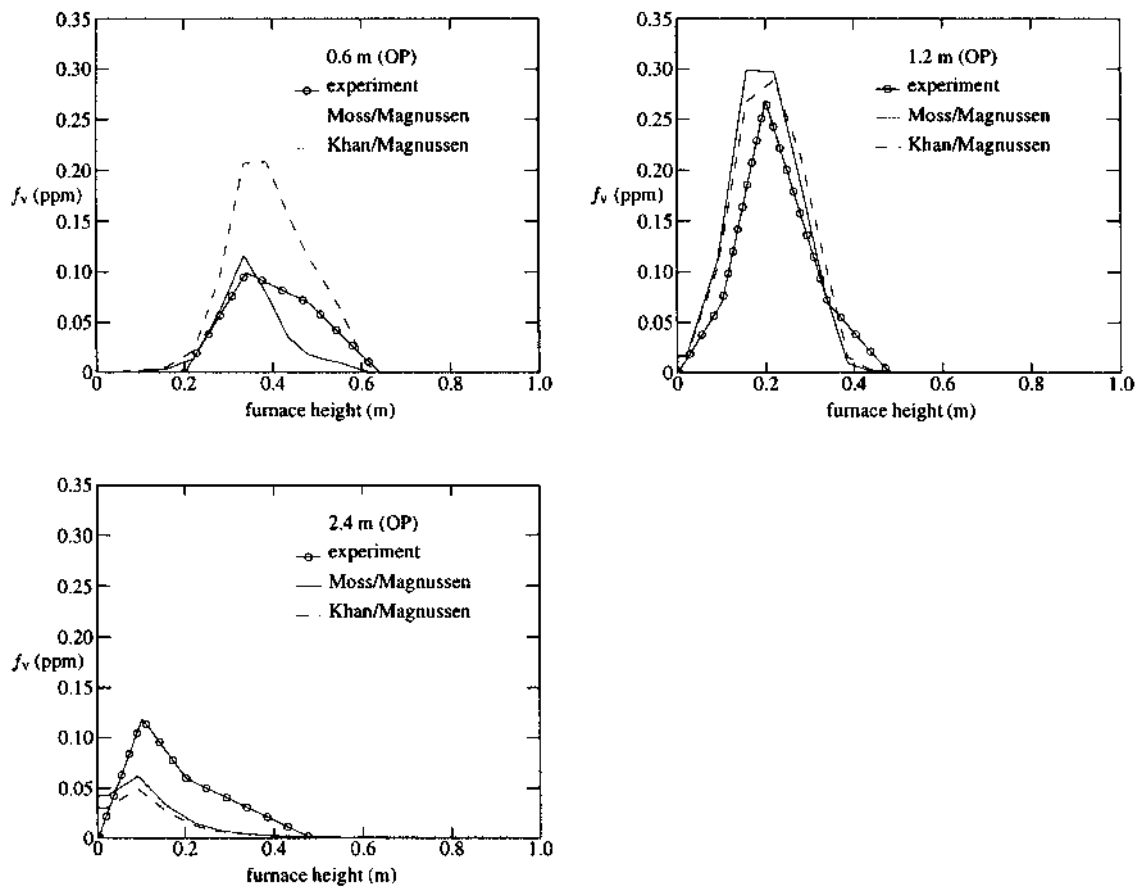 0.35
0.30
0.25
0.20
fv (ppm)
0.15
0.10
0.05
0
0.6 m (OP)
experiment
Moss/Magnussen
Khan/Magnussen
0 0.2 0.4 0.6 0.8 1.0
furnace height (m)
0.35
0.30
0.25
0.20
fv (ppm)
0.15
0.10
0.05
0
1.2 m (OP)
experiment
Moss/Magnussen
Khan/Magnussen
0 0.2 0.4 0.6 0.8 1.0
furnace height (m)
0.35
0.30
0.25
0.20
fv (ppm)
0.15
0.10
0.05
0
2.4 m (OP)
experiment
Moss/Magnussen
Khan/Magnussen
0 0.2 0.4 0.6 0.8 1.0
furnace height (m)